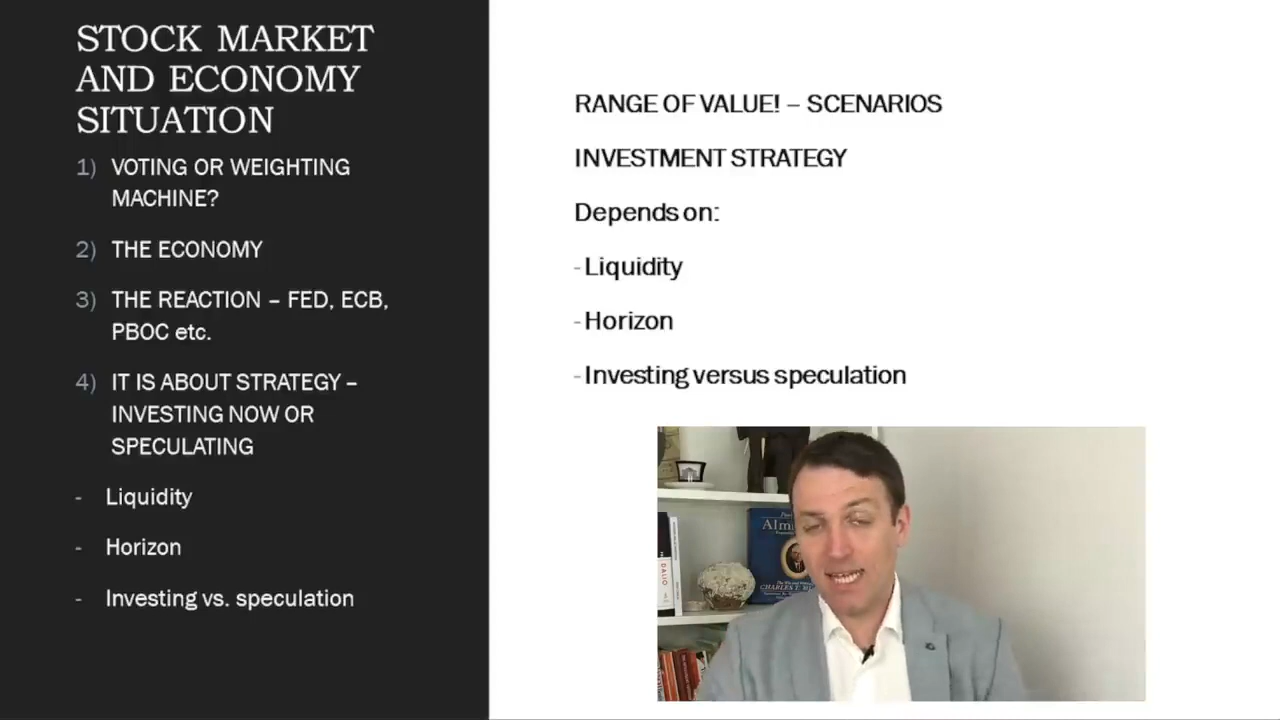 STOCK MARKET
AND ECONOMY
SITUATION
1) VOTING OR WEIGHTING
MACHINE?
2) THE ECONOMY
3) THE REACTION – FED, ECB,
PBOC etc.
4) IT IS ABOUT STRATEGY –
INVESTING NOW OR
SPECULATING
- Liquidity
- Horizon
- Investing vs. speculation
RANGE OF VALUE! – SCENARIOS
INVESTMENT STRATEGY
Depends on:
- Liquidity
- Horizon
- Investing versus speculation
DALIO
CHARLES T.